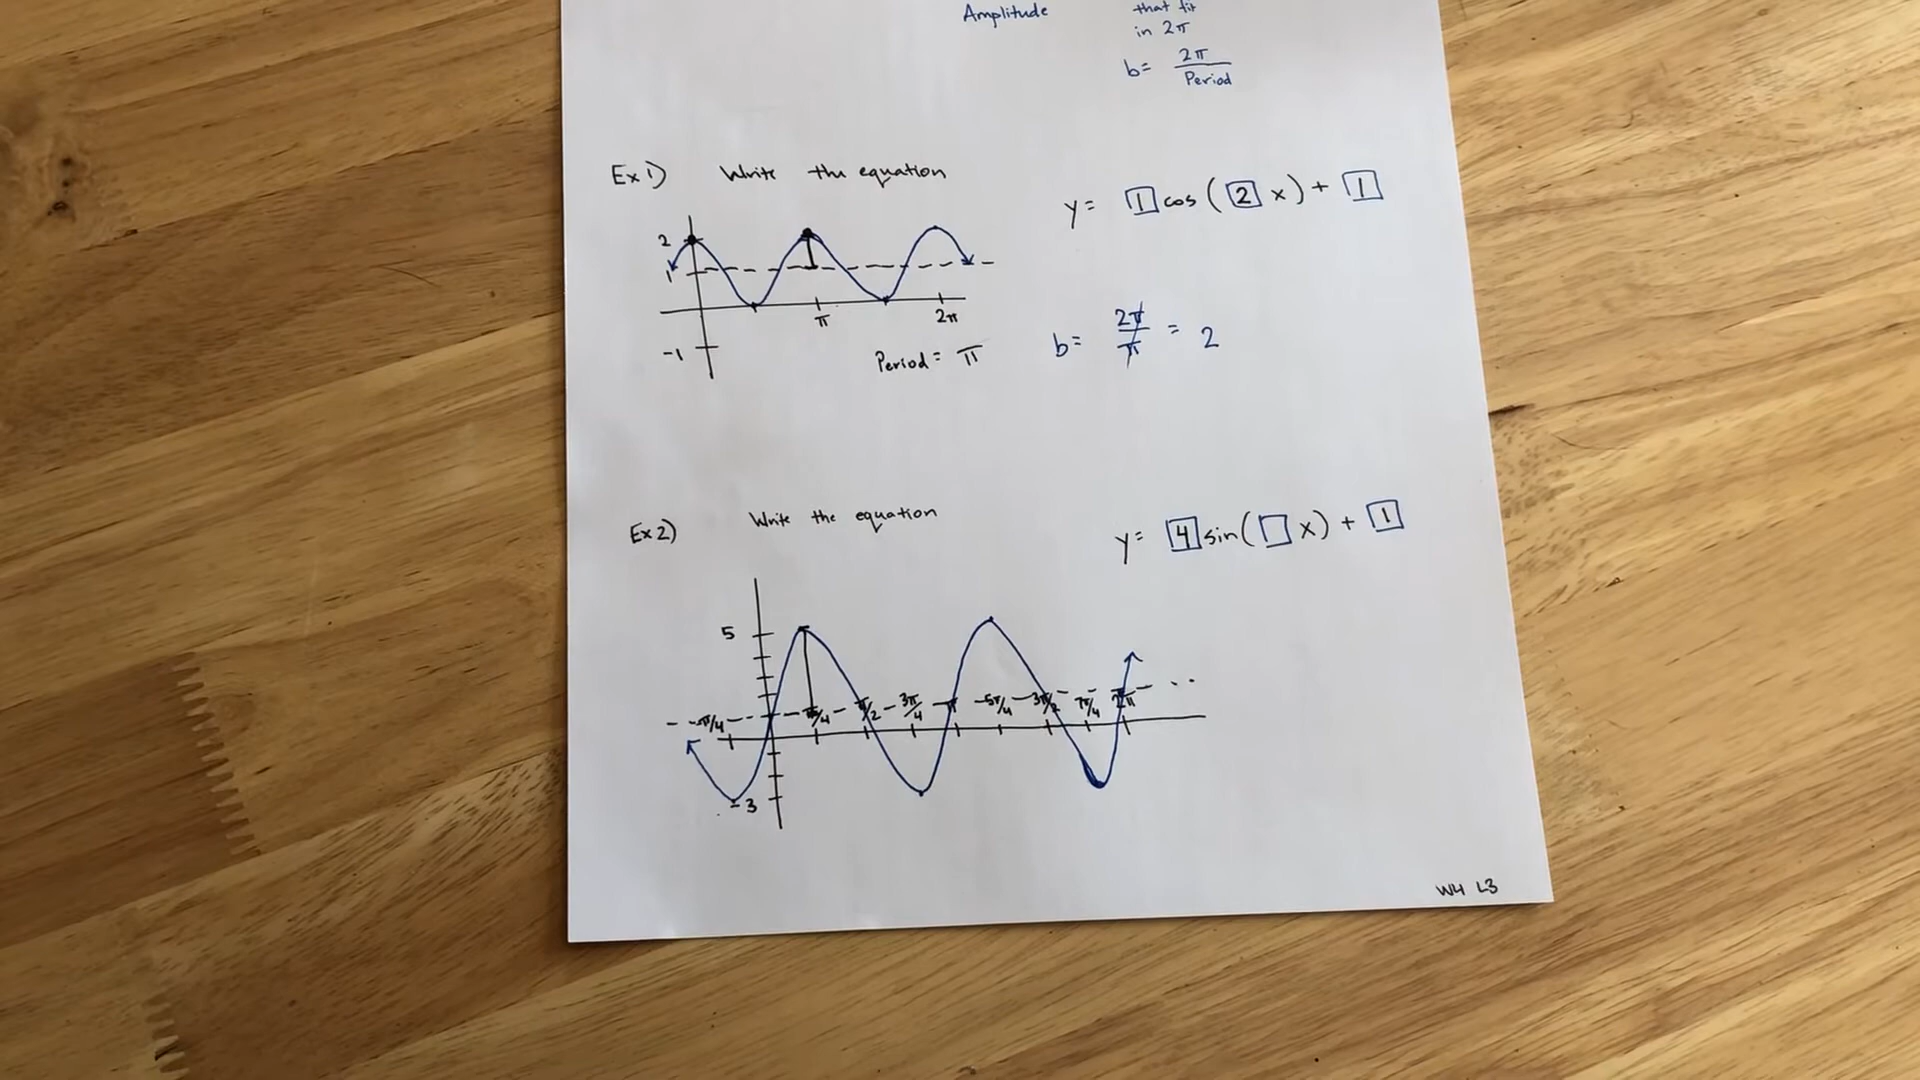 Amplitude
that fit
in 2π
b= 2π / Period
Ex 1) Write the equation
y= 1 cos (2 x) + 1
2
1
π
2π
-1
Period = π
b= 2π / π = 2
Ex 2) Write the equation
y= 4 sin( x) + 1
5
-π/4 π/4 π/2 3π/4 π 5π/4 3π/2 7π/4 2π
-3
W4 L3